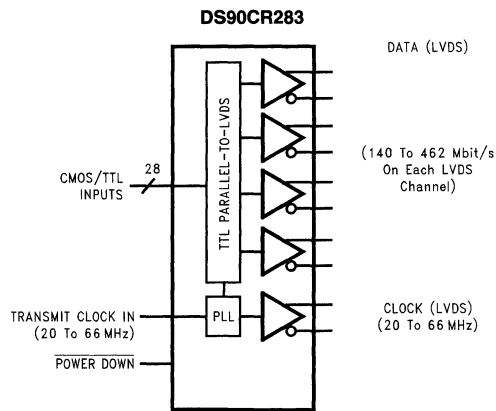 DS90CR283
DATA (LVDS)
TTL PARALLEL-TO-LVDS
28
CMOS/TTL
INPUTS
(140 To 462 Mbit/s
On Each LVDS
Channel)
TRANSMIT CLOCK IN
(20 To 66 MHz)
PLL
CLOCK (LVDS)
(20 To 66 MHz)
POWER DOWN